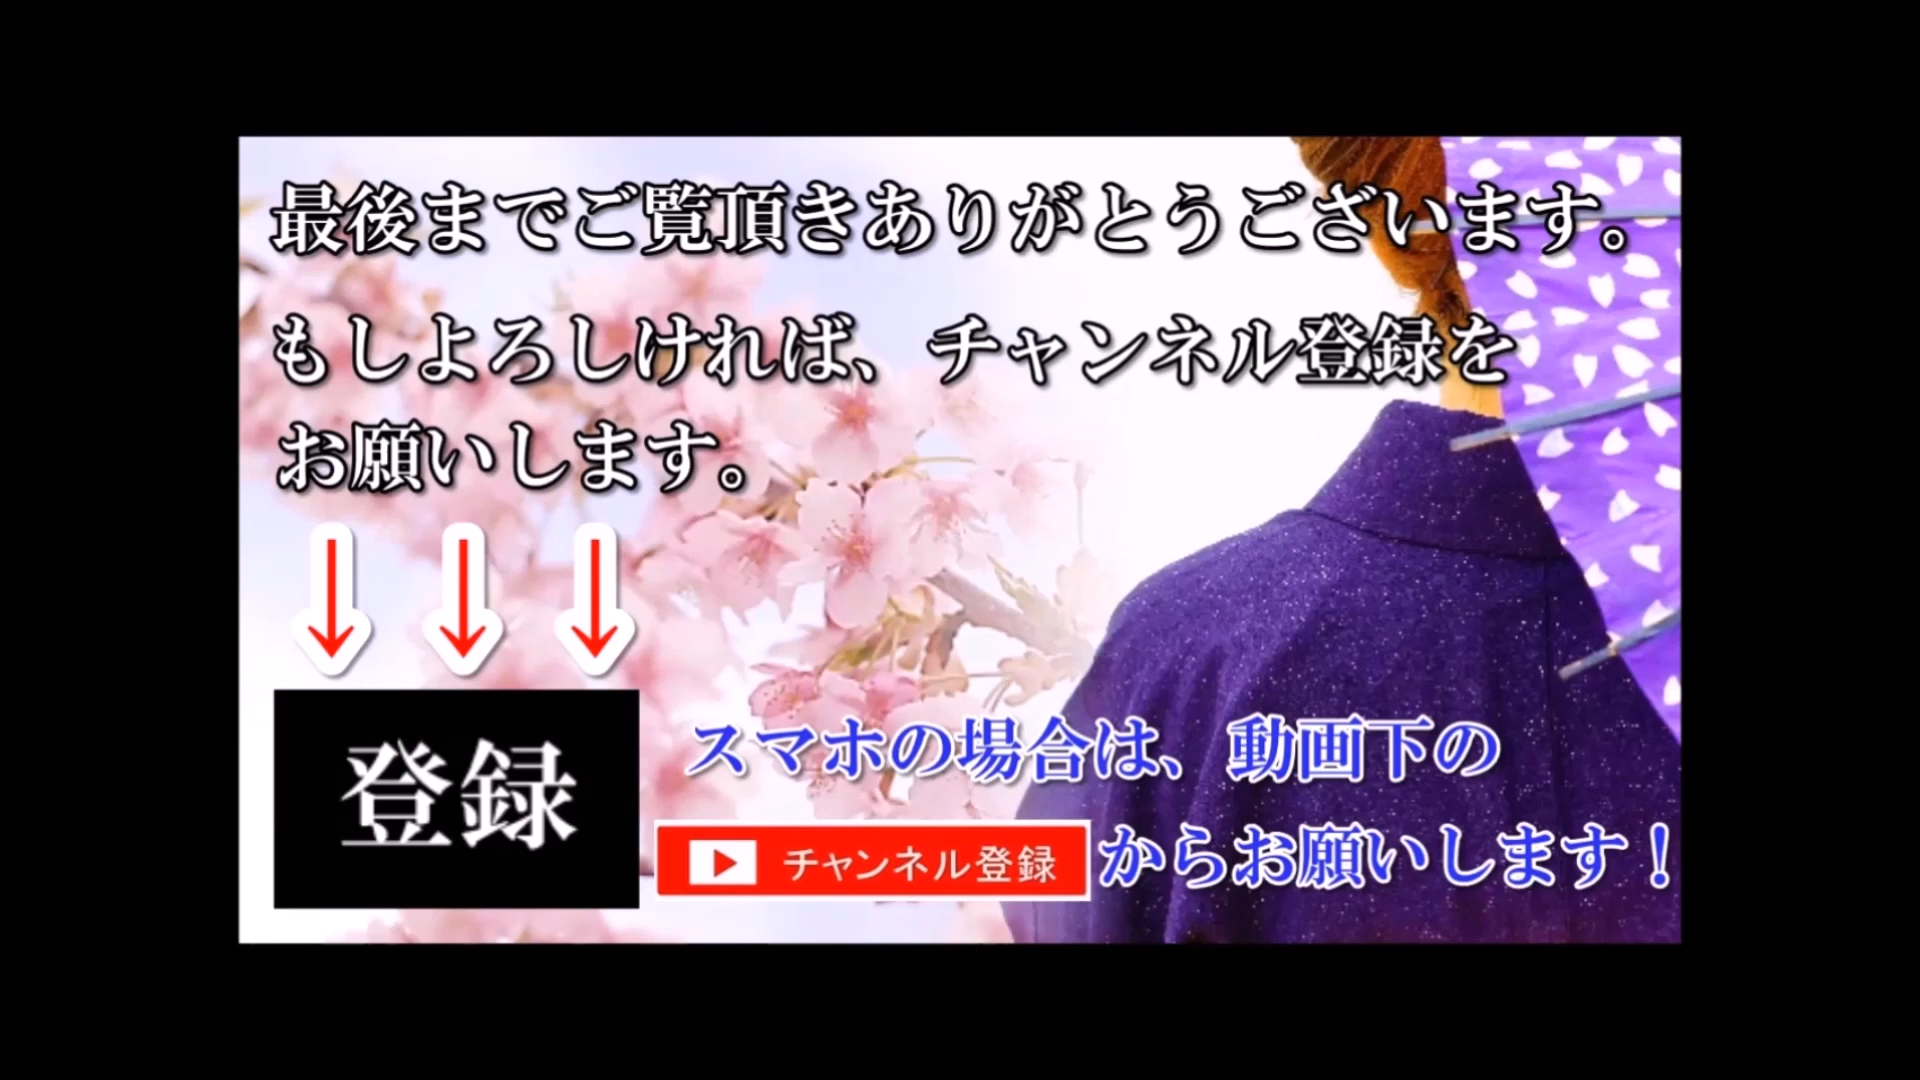 最後までご覧頂きありがとうございます。
もしよろしければ、チャンネル登録を
お願いします。
↓ ↓ ↓
登録
スマホの場合は、動画下の
チャンネル登録 からお願いします！